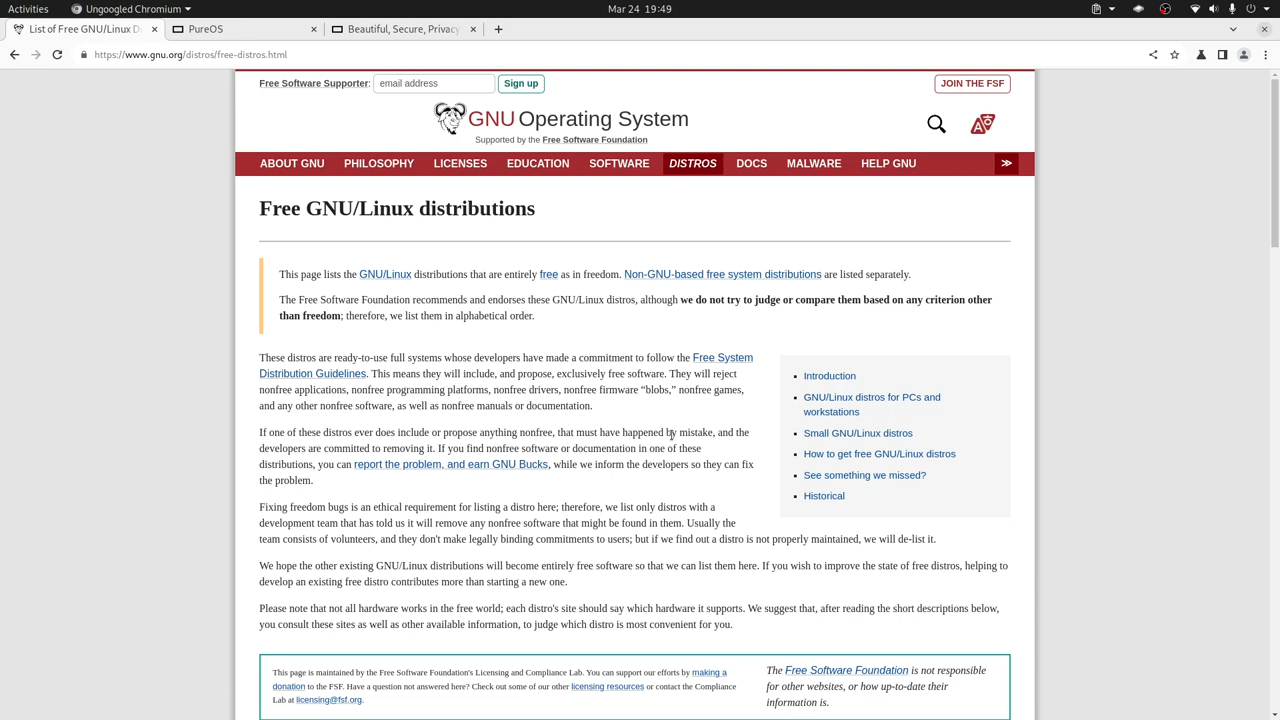 Activities Ungoogled Chromium Mar 24 19:49
List of Free GNU/Linux D PureOS Beautiful, Secure, Privacy
https://www.gnu.org/distros/free-distros.html
Free Software Supporter: email address Sign up JOIN THE FSF
GNU Operating System
Supported by the Free Software Foundation
ABOUT GNU PHILOSOPHY LICENSES EDUCATION SOFTWARE DISTROS DOCS MALWARE HELP GNU ≫
Free GNU/Linux distributions
This page lists the GNU/Linux distributions that are entirely free as in freedom. Non-GNU-based free system distributions are listed separately.
The Free Software Foundation recommends and endorses these GNU/Linux distros, although we do not try to judge or compare them based on any criterion other
than freedom; therefore, we list them in alphabetical order.
These distros are ready-to-use full systems whose developers have made a commitment to follow the Free System
Distribution Guidelines. This means they will include, and propose, exclusively free software. They will reject
nonfree applications, nonfree programming platforms, nonfree drivers, nonfree firmware “blobs,” nonfree games,
and any other nonfree software, as well as nonfree manuals or documentation.
If one of these distros ever does include or propose anything nonfree, that must have happened by mistake, and the
developers are committed to removing it. If you find nonfree software or documentation in one of these
distributions, you can report the problem, and earn GNU Bucks, while we inform the developers so they can fix
the problem.
Introduction
GNU/Linux distros for PCs and
workstations
Small GNU/Linux distros
How to get free GNU/Linux distros
See something we missed?
Historical
Fixing freedom bugs is an ethical requirement for listing a distro here; therefore, we list only distros with a
development team that has told us it will remove any nonfree software that might be found in them. Usually the
team consists of volunteers, and they don't make legally binding commitments to users; but if we find out a distro is not properly maintained, we will de-list it.
We hope the other existing GNU/Linux distributions will become entirely free software so that we can list them here. If you wish to improve the state of free distros, helping to
develop an existing free distro contributes more than starting a new one.
Please note that not all hardware works in the free world; each distro's site should say which hardware it supports. We suggest that, after reading the short descriptions below,
you consult these sites as well as other available information, to judge which distro is most convenient for you.
This page is maintained by the Free Software Foundation's Licensing and Compliance Lab. You can support our efforts by making a
donation to the FSF. Have a question not answered here? Check out some of our other licensing resources or contact the Compliance
Lab at licensing@fsf.org.
The Free Software Foundation is not responsible
for other websites, or how up-to-date their
information is.